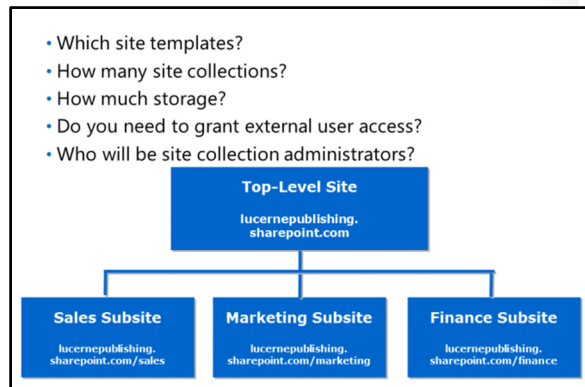 • Which site templates?
• How many site collections?
• How much storage?
• Do you need to grant external user access?
• Who will be site collection administrators?
Top-Level Site
lucernepublishing.
sharepoint.com
Sales Subsite
lucernepublishing.
sharepoint.com/sales
Marketing Subsite
lucernepublishing.
sharepoint.com/marketing
Finance Subsite
lucernepublishing.
sharepoint.com/finance